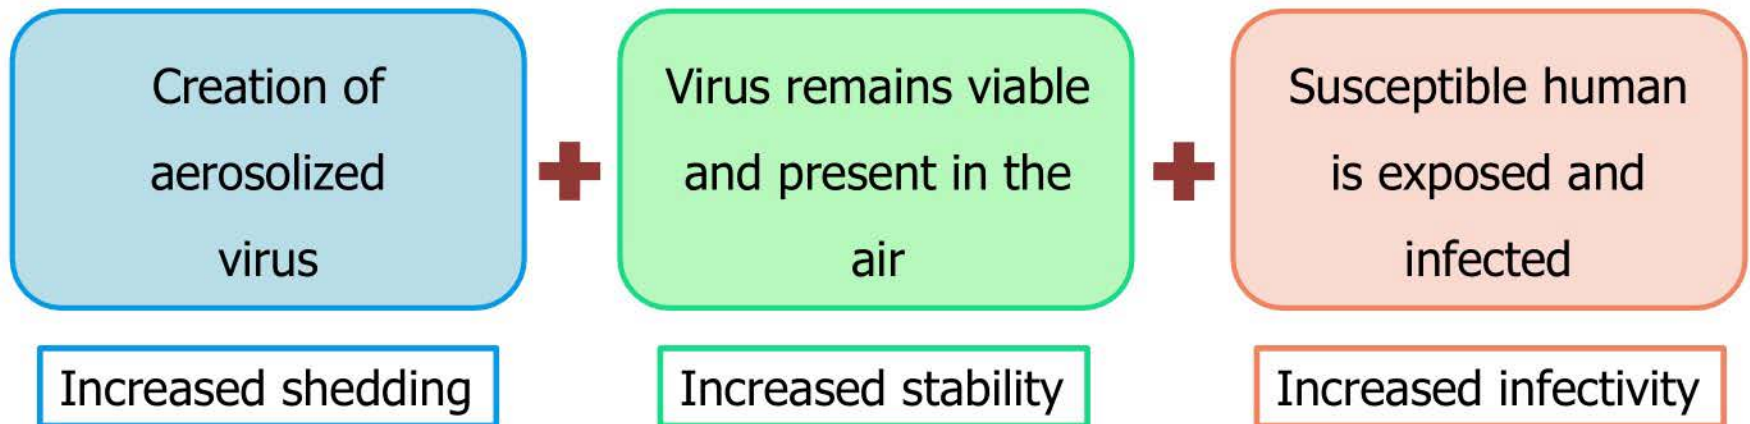 Creation of
aerosolized
virus
Virus remains viable
and present in the
air
Susceptible human
is exposed and
infected
Increased shedding
Increased stability
Increased infectivity